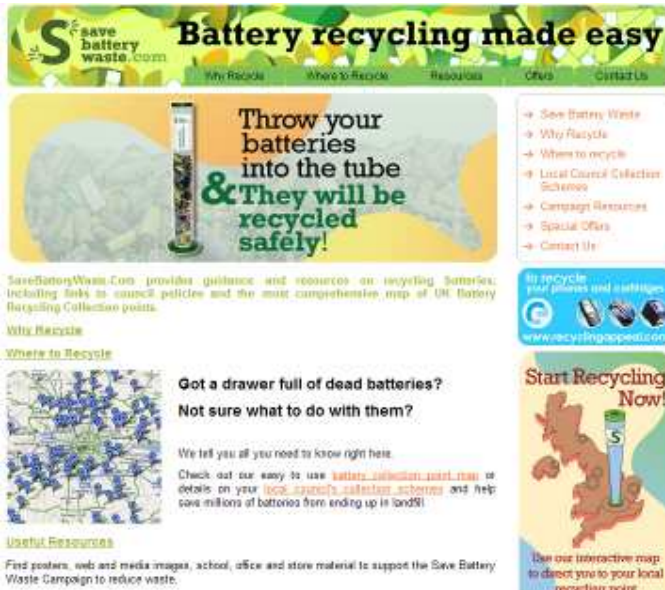 save
battery
waste.com
Battery recycling made easy
Why Recycle Where to Recycle Resources Offers Contact Us
Throw your
batteries
into the tube
& They will be
recycled
safely!
Save Battery Waste
Why Recycle
Where to recycle
Local Council Collection
Schemes
Campaign Resources
Special Offers
Contact Us
SaveBatteryWaste.Com provides guidance and resources on recycling batteries,
including links to council policies and the most comprehensive map of UK Battery
Recycling Collection points.
Why Recycle
Where to Recycle
to recycle
your phones and cartridges
www.recyclingappeal.com
Got a drawer full of dead batteries?
Not sure what to do with them?
We tell you all you need to know right here.
Check out our easy to use battery collection point map or
details on your local council's collection schemes and help
save millions of batteries from ending up in landfill
Start Recycling
Now!
S
Use our interactive map
to direct you to your local
recycling point
Useful Resources
Find posters, web and media images, school, office and store material to support the Save Battery
Waste Campaign to reduce waste.